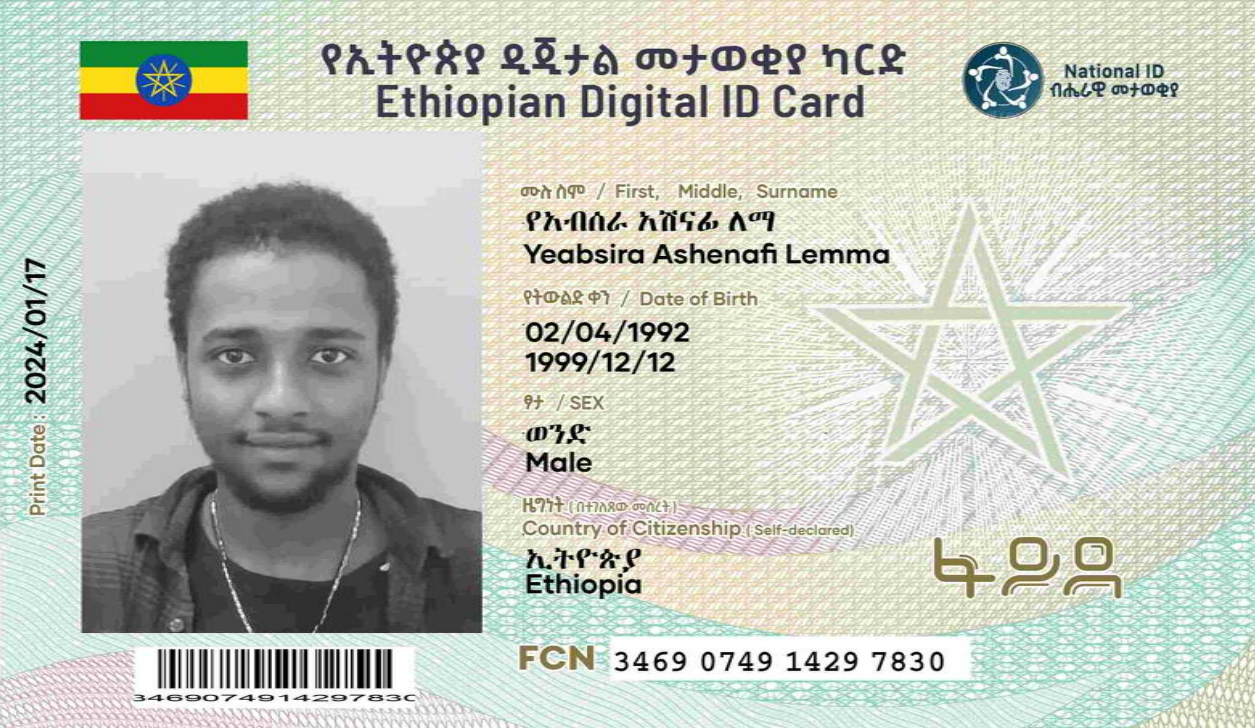 የኢትዮጵያ ዲጂታል መታወቂያ ካርድ
Ethiopian Digital ID Card
National ID
ብሔራዊ መታወቂያ
ሙሉ ስም / First, Middle, Surname
የአብሰራ አሸናፊ ለማ
Yeabsira Ashenafi Lemma
የትውልድ ቀን / Date of Birth
02/04/1992
1999/12/12
ፆታ / SEX
ወንድ
Male
ዜግነት ( በተገለጸው መሰረት )
Country of Citizenship ( Self-declared)
ኢትዮጵያ
Ethiopia
ፋይዳ
FCN 3469 0749 1429 7830
3469074914297830
Print Date : 2024/01/17